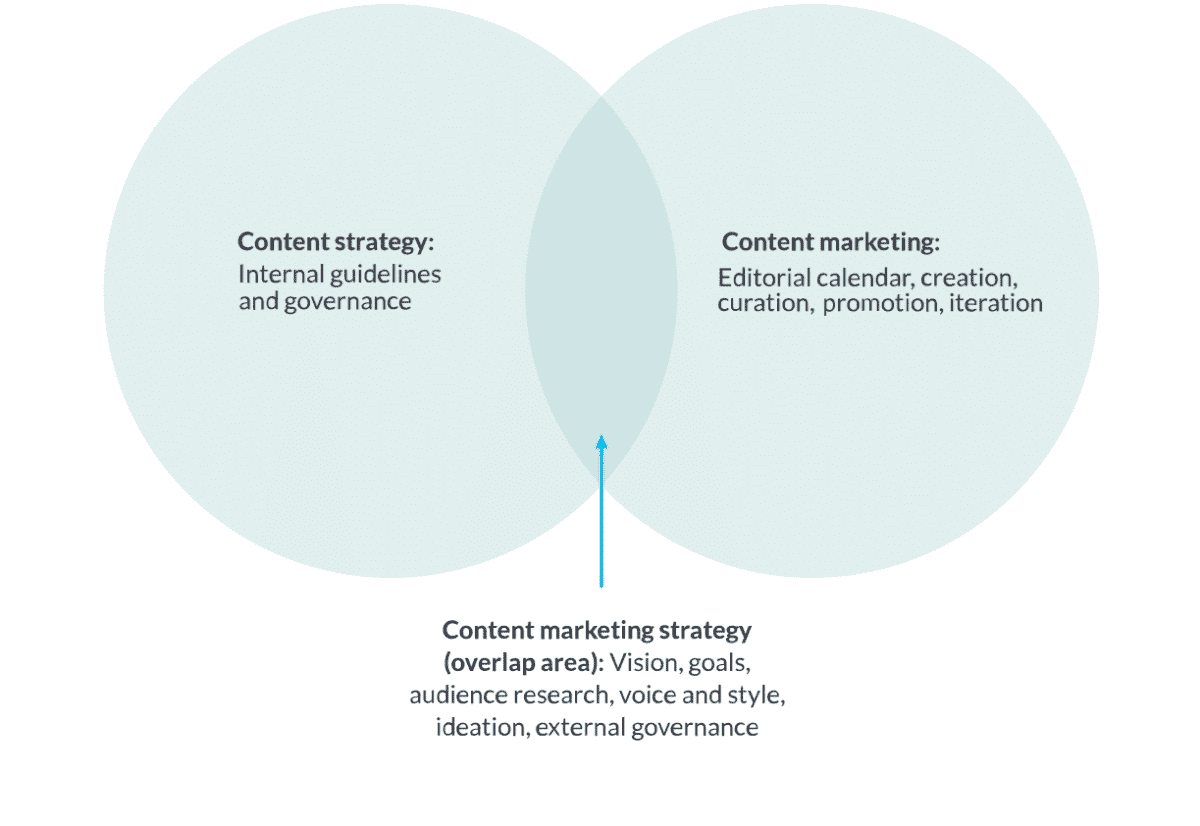 Content strategy:
Internal guidelines
and governance
Content marketing:
Editorial calendar, creation,
curation, promotion, iteration
Content marketing strategy
(overlap area): Vision, goals,
audience research, voice and style,
ideation, external governance